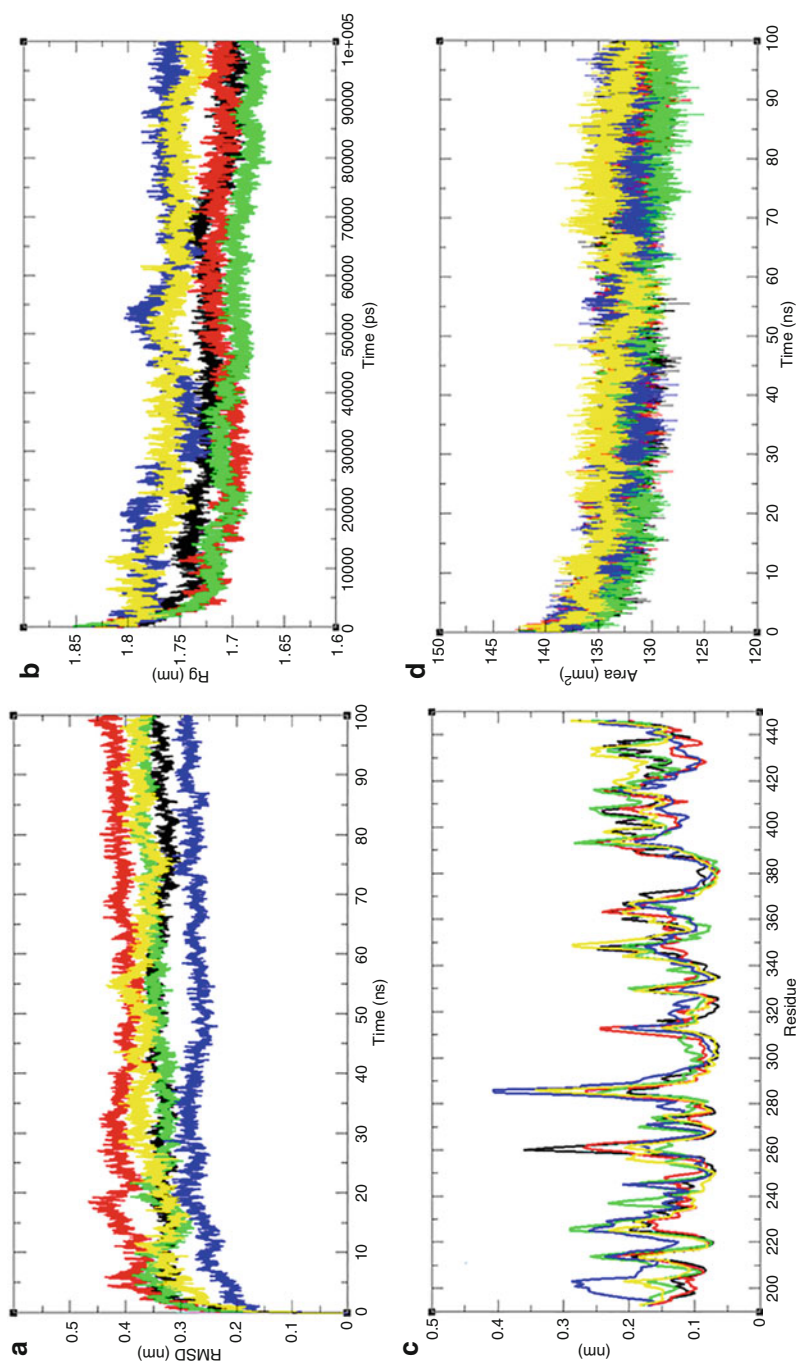 a
RMSD (nm)
0.5
0.4
0.3
0.2
0.1
0
0 10 20 30 40 50 60 70 80 90 100
Time (ns)
b
Rg (nm)
1.85
1.8
1.75
1.7
1.65
1.6
0 10000 20000 30000 40000 50000 60000 70000 80000 90000 1e+005
Time (ps)
c
(nm)
0.5
0.4
0.3
0.2
0.1
0
200 220 240 260 280 300 320 340 360 380 400 420 440
Residue
d
Area (nm²)
150
145
140
135
130
125
120
0 10 20 30 40 50 60 70 80 90 100
Time (ns)